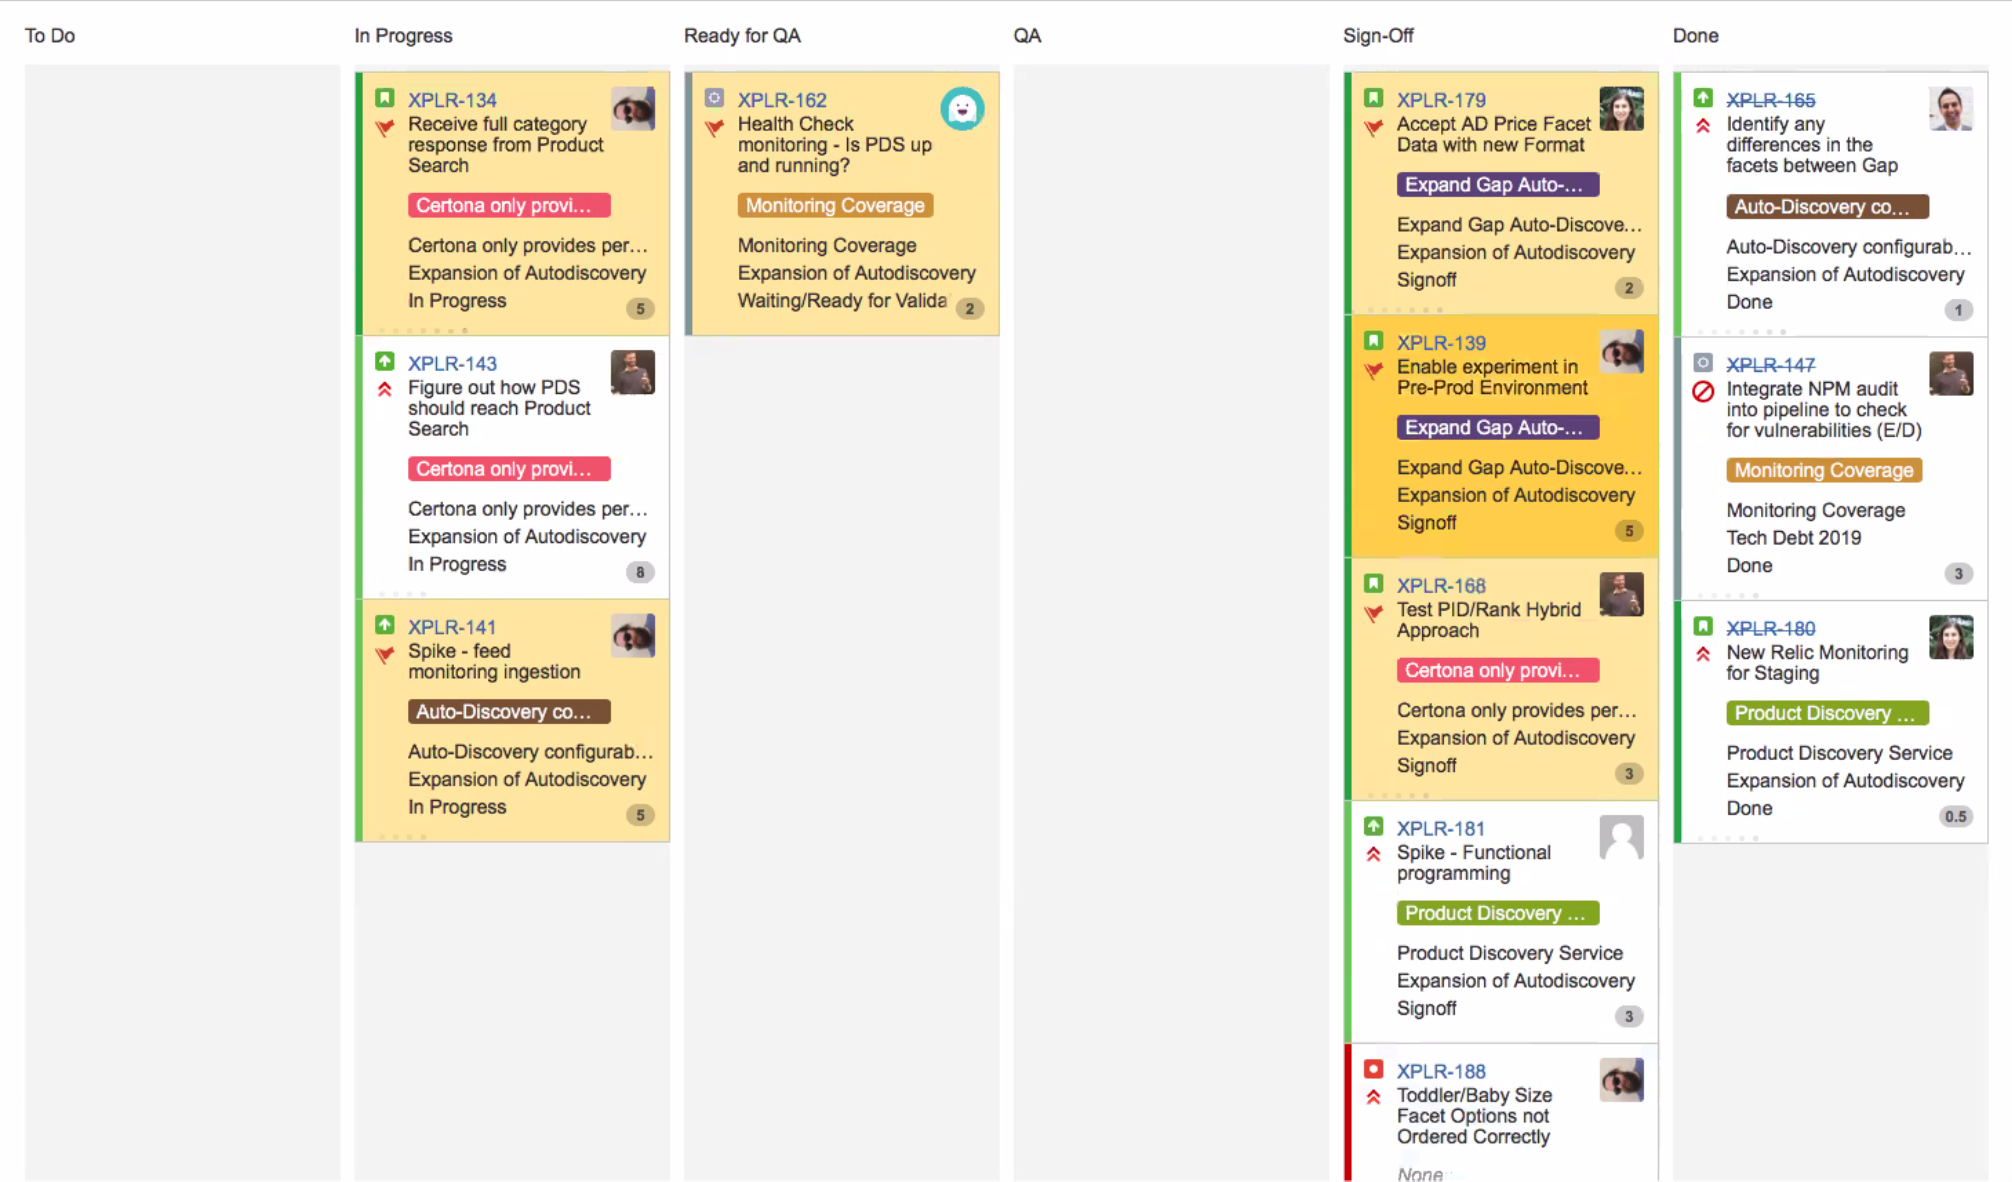 To Do
In Progress
Ready for QA
QA
Sign-Off
Done
XPLR-134
Receive full category
response from Product
Search
Certona only provi...
Certona only provides per...
Expansion of Autodiscovery
In Progress
5
XPLR-143
Figure out how PDS
should reach Product
Search
Certona only provi...
Certona only provides per...
Expansion of Autodiscovery
In Progress
8
XPLR-141
Spike - feed
monitoring ingestion
Auto-Discovery co...
Auto-Discovery configurab...
Expansion of Autodiscovery
In Progress
5
XPLR-162
Health Check
monitoring - Is PDS up
and running?
Monitoring Coverage
Monitoring Coverage
Expansion of Autodiscovery
Waiting/Ready for Valida
2
XPLR-179
Accept AD Price Facet
Data with new Format
Expand Gap Auto-...
Expand Gap Auto-Discove...
Expansion of Autodiscovery
Signoff
2
XPLR-139
Enable experiment in
Pre-Prod Environment
Expand Gap Auto-...
Expand Gap Auto-Discove...
Expansion of Autodiscovery
Signoff
5
XPLR-168
Test PID/Rank Hybrid
Approach
Certona only provi...
Certona only provides per...
Expansion of Autodiscovery
Signoff
3
XPLR-181
Spike - Functional
programming
Product Discovery ...
Product Discovery Service
Expansion of Autodiscovery
Signoff
3
XPLR-188
Toddler/Baby Size
Facet Options not
Ordered Correctly
None
XPLR-165
Identify any
differences in the
facets between Gap
Auto-Discovery co...
Auto-Discovery configurab...
Expansion of Autodiscovery
Done
1
XPLR-147
Integrate NPM audit
into pipeline to check
for vulnerabilities (E/D)
Monitoring Coverage
Monitoring Coverage
Tech Debt 2019
Done
3
XPLR-180
New Relic Monitoring
for Staging
Product Discovery ...
Product Discovery Service
Expansion of Autodiscovery
Done
0.5